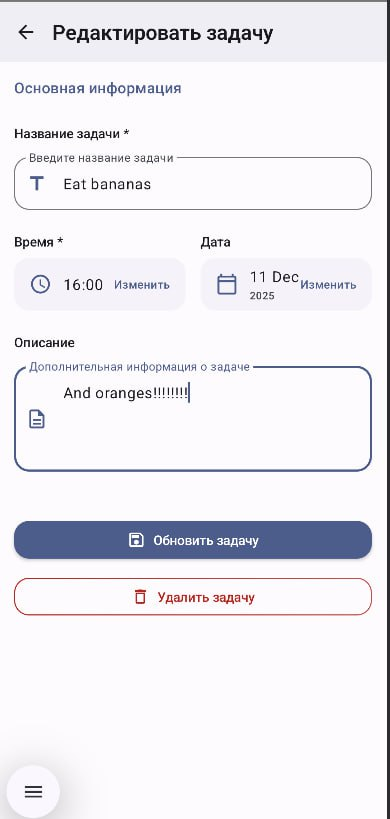 Редактировать задачу
Основная информация
Название задачи *
Введите название задачи
Eat bananas
Время *
Дата
16:00 Изменить
11 Dec Изменить
2025
Описание
Дополнительная информация о задаче
And oranges!!!!!!!!
Обновить задачу
Удалить задачу